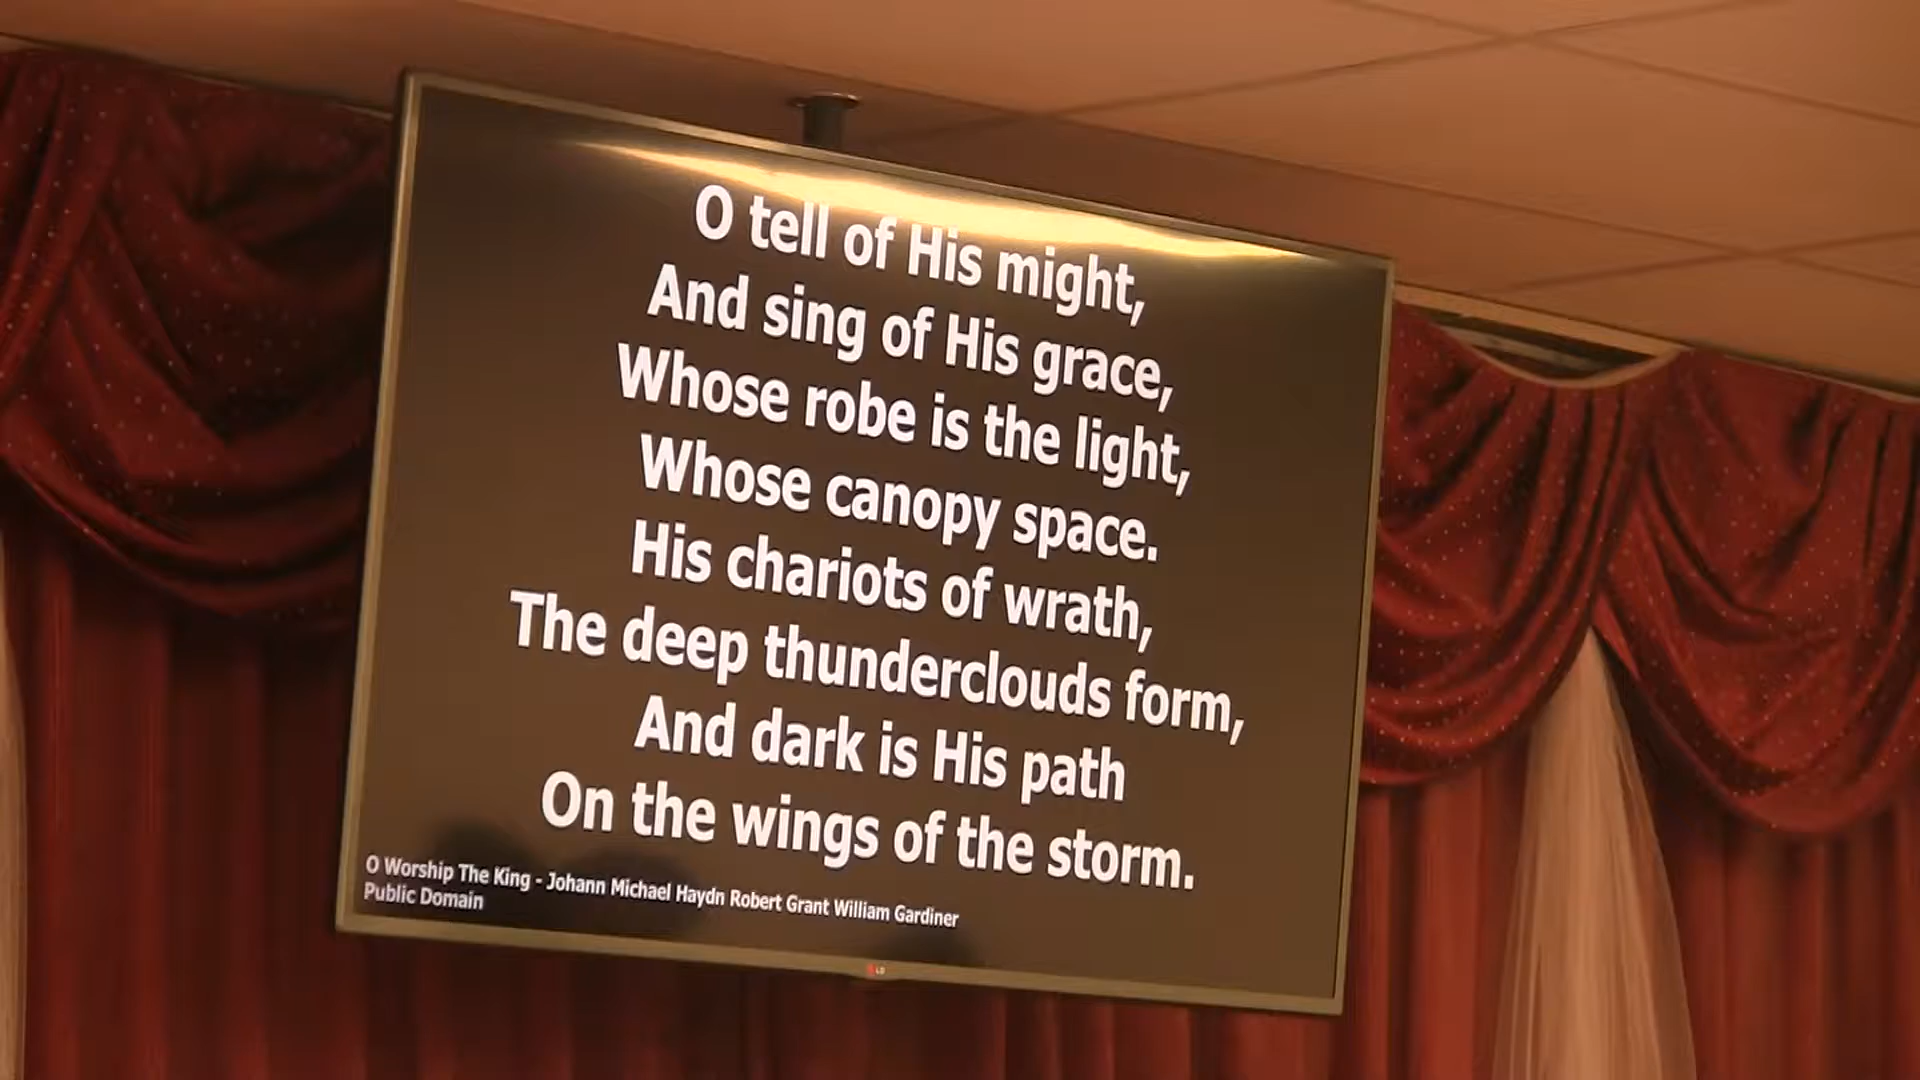 O tell of His might,
And sing of His grace,
Whose robe is the light,
Whose canopy space.
His chariots of wrath,
The deep thunderclouds form,
And dark is His path
On the wings of the storm.
O Worship The King - Johann Michael Haydn Robert Grant William Gardiner
Public Domain
LG